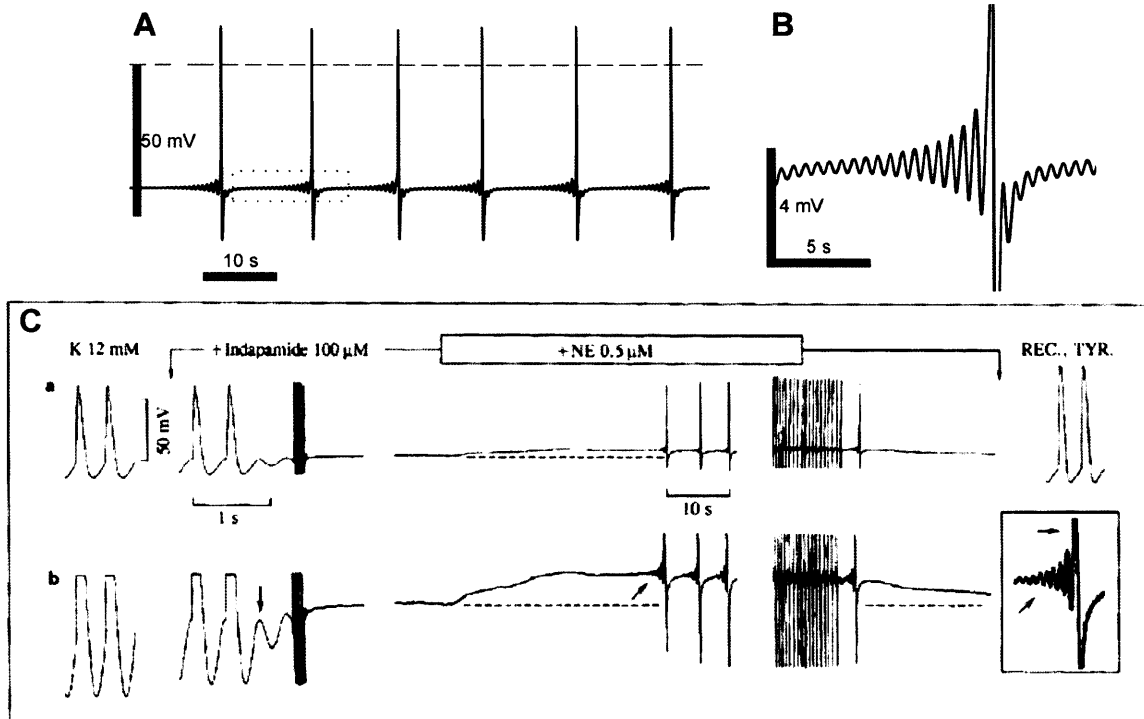 A
B
50 mV
10 s
4 mV
5 s
C
K 12 mM
+ Indapamide 100 µM
+ NE 0.5 µM
REC., TYR.
a
50 mV
1 s
10 s
b